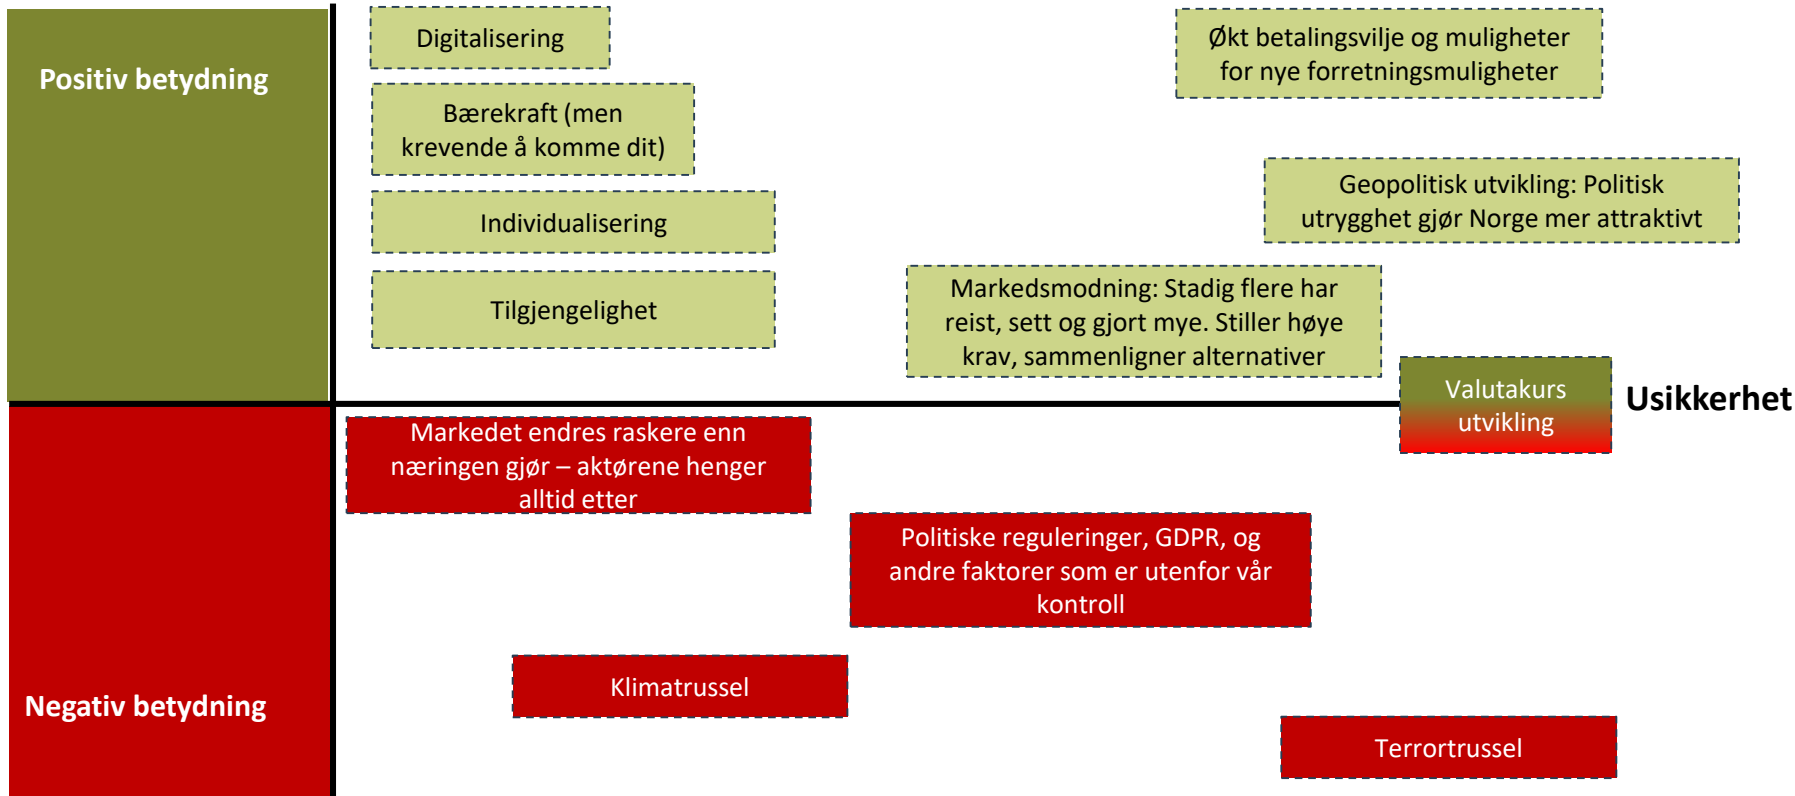 Positiv betydning
Digitalisering
Bærekraft (men
krevende å komme dit)
Individualisering
Tilgjengelighet
Økt betalingsvilje og muligheter
for nye forretningsmuligheter
Geopolitisk utvikling: Politisk
utrygghet gjør Norge mer attraktivt
Markedsmodning: Stadig flere har
reist, sett og gjort mye. Stiller høye
krav, sammenligner alternativer
Valutakurs
utvikling
Usikkerhet
Markedet endres raskere enn
næringen gjør – aktørene henger
alltid etter
Politiske reguleringer, GDPR, og
andre faktorer som er utenfor vår
kontroll
Klimatrussel
Negativ betydning
Terrortrussel